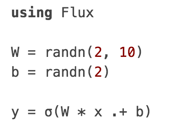 using Flux
W = randn(2, 10)
b = randn(2)
y = σ(W * x .+ b)